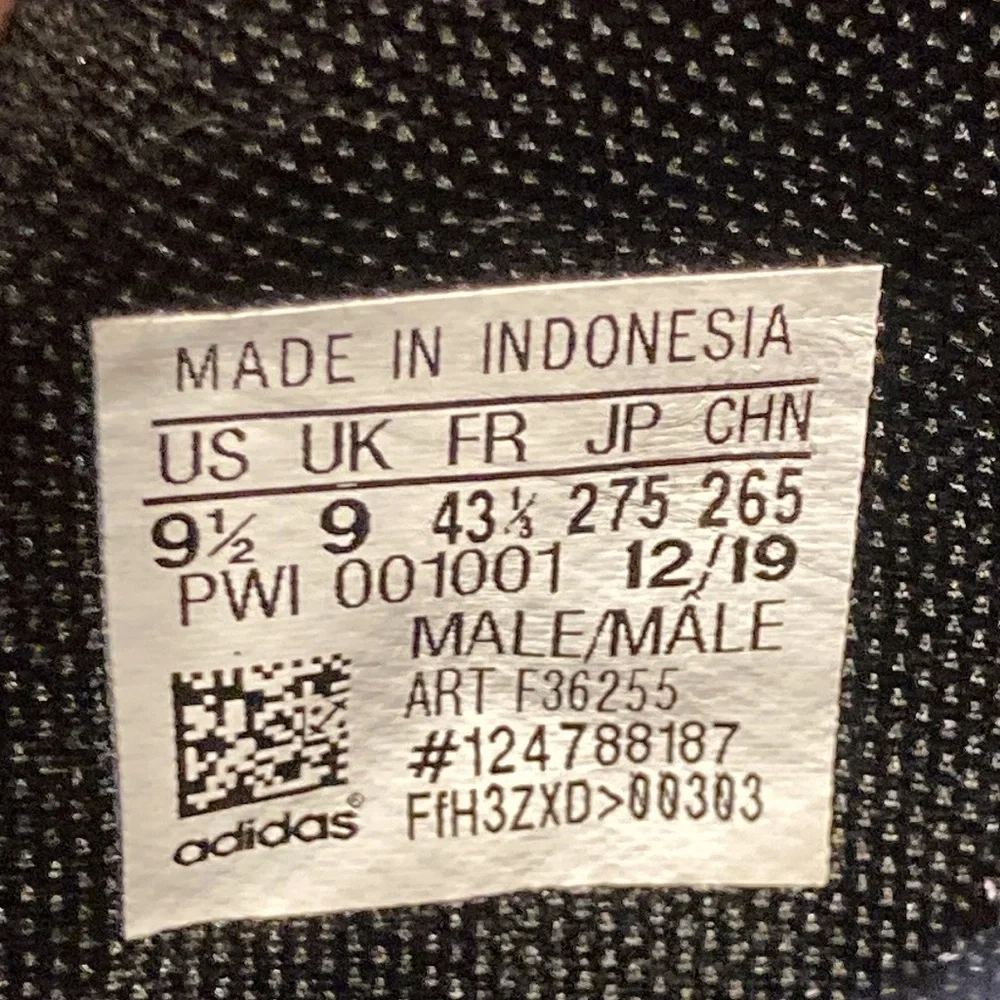 MADE IN INDONESIA
US UK FR JP CHN
9½ 9 43⅓ 275 265
PWI 001001 12/19
MALE/MÂLE
ART F36255
#124788187
FfH3ZXD>00303
adidas®